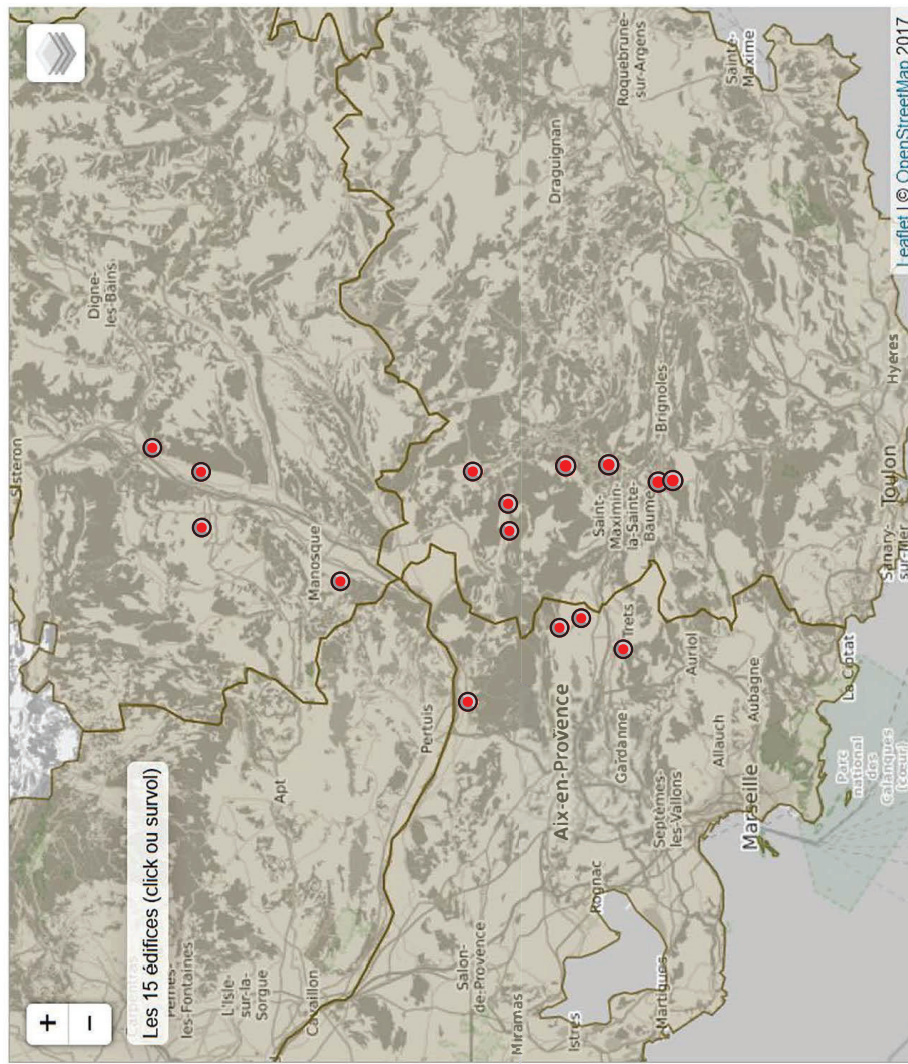 +
−
Les 15 édifices (click ou survol)
Carpentras
Pernes-
les-Fontaines
L'Isle-
sur-la-
Sorgue
Cavaillon
Apt
Pertuis
Manosque
Sisteron
Digne-
les-Bains
Salon-
de-Provence
Miramas
Istres
Martigues
Rognac
Aix-en-Provence
Gardanne
Septèmes-
les-Vallons
Allauch
Marseille
Aubagne
Auriol
Trets
La Ciotat
Parc
national
des
Calanques
(cœur)
Saint-
Maximin-
la-Sainte-
Baume
Brignoles
Draguignan
Roquebrune-
sur-Argens
Sainte-
Maxime
Sanary-
sur-Mer
Toulon
Hyères
Leaflet | © OpenStreetMap 2017